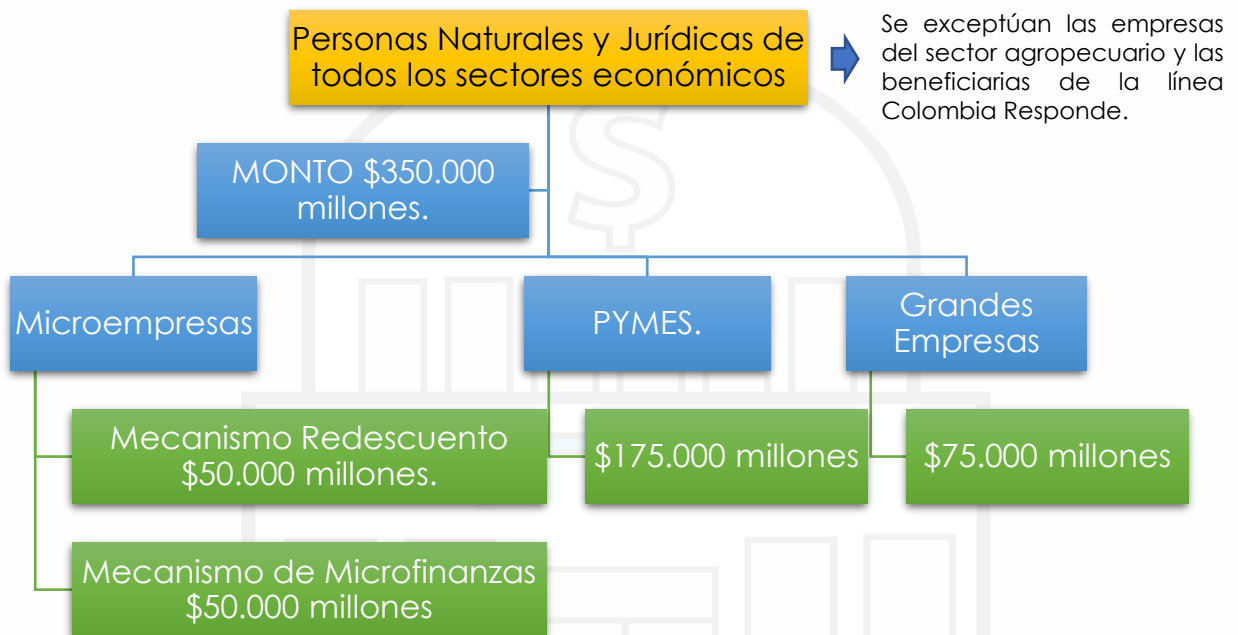 Personas Naturales y Jurídicas de
todos los sectores económicos
Se exceptúan las empresas
del sector agropecuario y las
beneficiarias de la línea
Colombia Responde.
MONTO $350.000
millones.
Microempresas
PYMES.
Grandes
Empresas
Mecanismo Redescuento
$50.000 millones.
$175.000 millones
$75.000 millones
Mecanismo de Microfinanzas
$50.000 millones